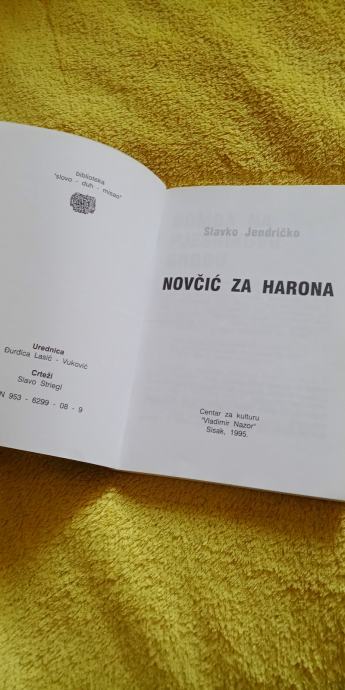 biblioteka
"slovo - duh - misao"
Urednica
Đurđica Lasić - Vuković
Crteži
Slavo Striegl
N 953 - 6299 - 08 - 9
Slavko Jendričko
NOVČIĆ ZA HARONA
Centar za kulturu
"Vladimir Nazor"
Sisak, 1995.